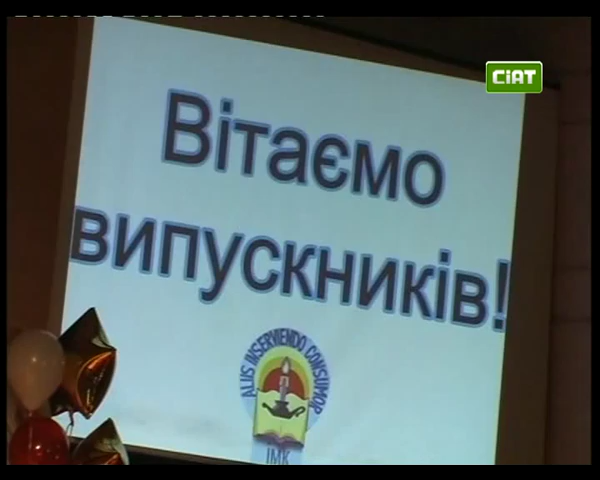 СіАТ
Вітаємо
випускників!
ALIIS INSERVIENDO CONSUMOR
ІМК